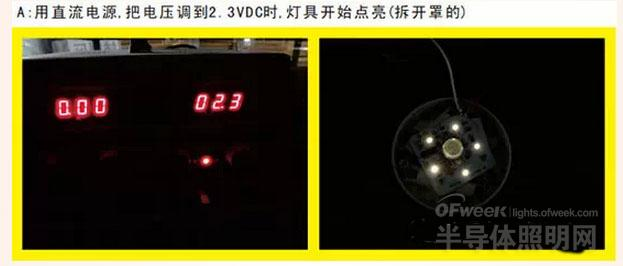 A:用直流电源,把电压调到2.3VDC时,灯具开始点亮(拆开罩的)
0.00
02.3
OFweek lights.ofweek.com
半导体照明网